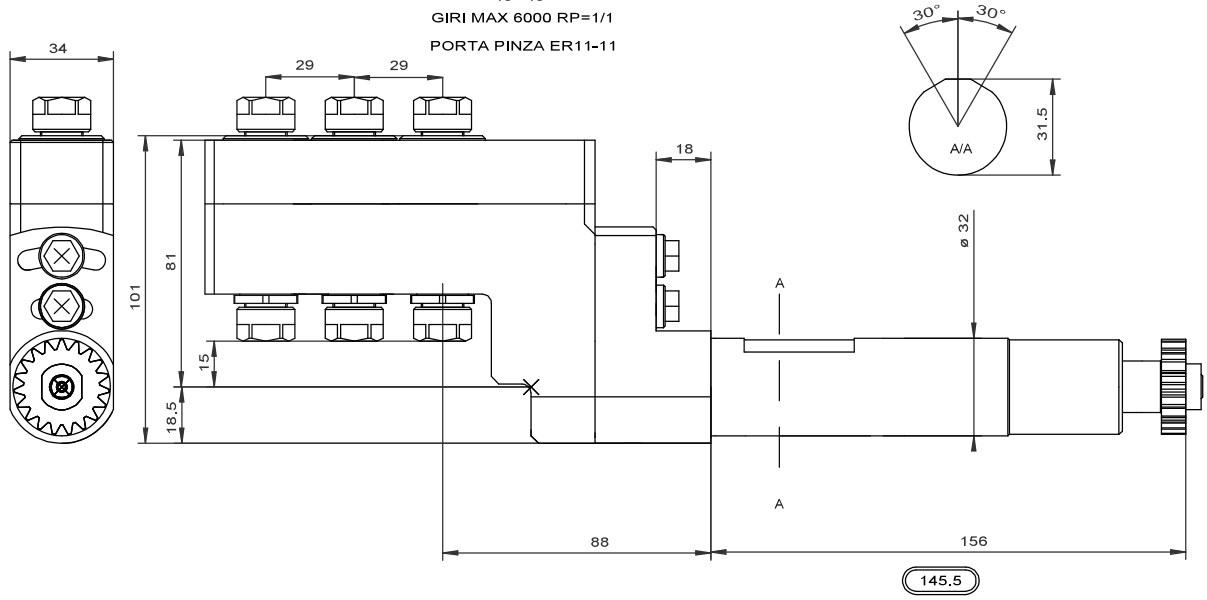 GIRI MAX 6000 RP=1/1
PORTA PINZA ER11-11
30° 30°
34
29 29
31.5
A/A
18
ø 32
81
101
A
15
18.5
A
88
156
145.5